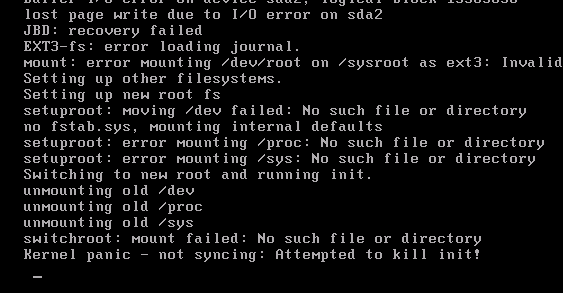 lost page write due to I/O error on sda2
JBD: recovery failed
EXT3-fs: error loading journal.
mount: error mounting /dev/root on /sysroot as ext3: Invalid
Setting up other filesystems.
Setting up new root fs
setuproot: moving /dev failed: No such file or directory
no fstab.sys, mounting internal defaults
setuproot: error mounting /proc: No such file or directory
setuproot: error mounting /sys: No such file or directory
Switching to new root and running init.
unmounting old /dev
unmounting old /proc
unmounting old /sys
switchroot: mount failed: No such file or directory
Kernel panic - not syncing: Attempted to kill init!
_